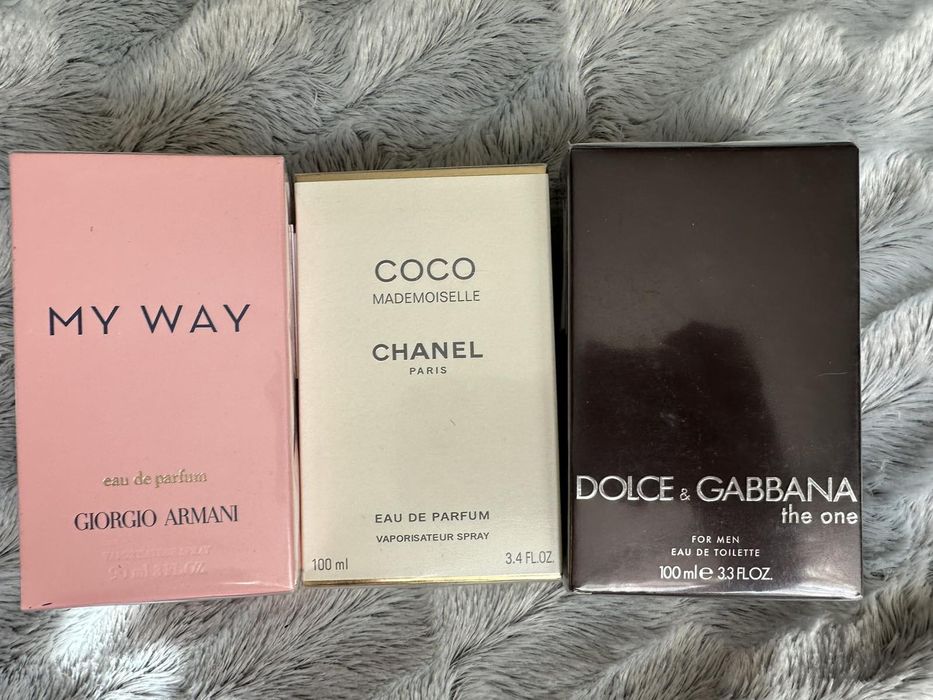 MY WAY
eau de parfum
GIORGIO ARMANI
COCO
MADEMOISELLE
CHANEL
PARIS
EAU DE PARFUM
VAPORISATEUR SPRAY
100 ml 3.4 FL.OZ.
DOLCE & GABBANA
the one
FOR MEN
EAU DE TOILETTE
100 ml e 3.3 FL.OZ.